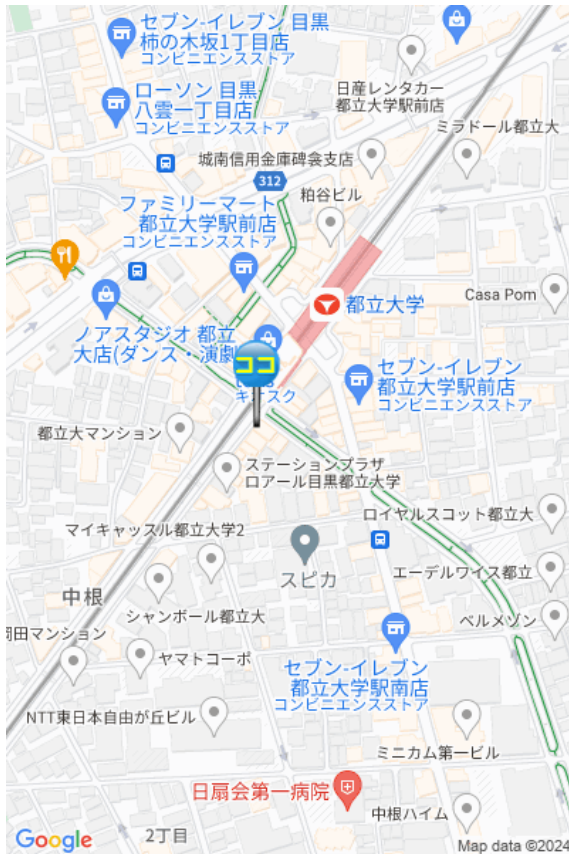 セブン-イレブン 目黒
柿の木坂1丁目店
コンビニエンスストア
日産レンタカー
都立大学駅前店
ローソン 目黒
八雲一丁目店
コンビニエンスストア
ミラドール都立大
城南信用金庫碑衾支店
312
粕谷ビル
ファミリーマート
都立大学駅前店
コンビニエンスストア
都立大学
Casa Pom
ノアスタジオ 都立
大店(ダンス・演劇
ココ
キオスク
セブン-イレブン
都立大学駅前店
コンビニエンスストア
都立大マンション
ステーションプラザ
ロアール目黒都立大学
ロイヤルスコット都立大
マイキャッスル都立大学2
スピカ
エーデルワイス都立
中根
シャンボール都立大
ベルメゾン
岡田マンション
ヤマトコーポ
セブン-イレブン
都立大学駅南店
コンビニエンスストア
NTT東日本自由が丘ビル
ミニカム第一ビル
日扇会第一病院
中根ハイム
Google
2丁目
Map data ©2024